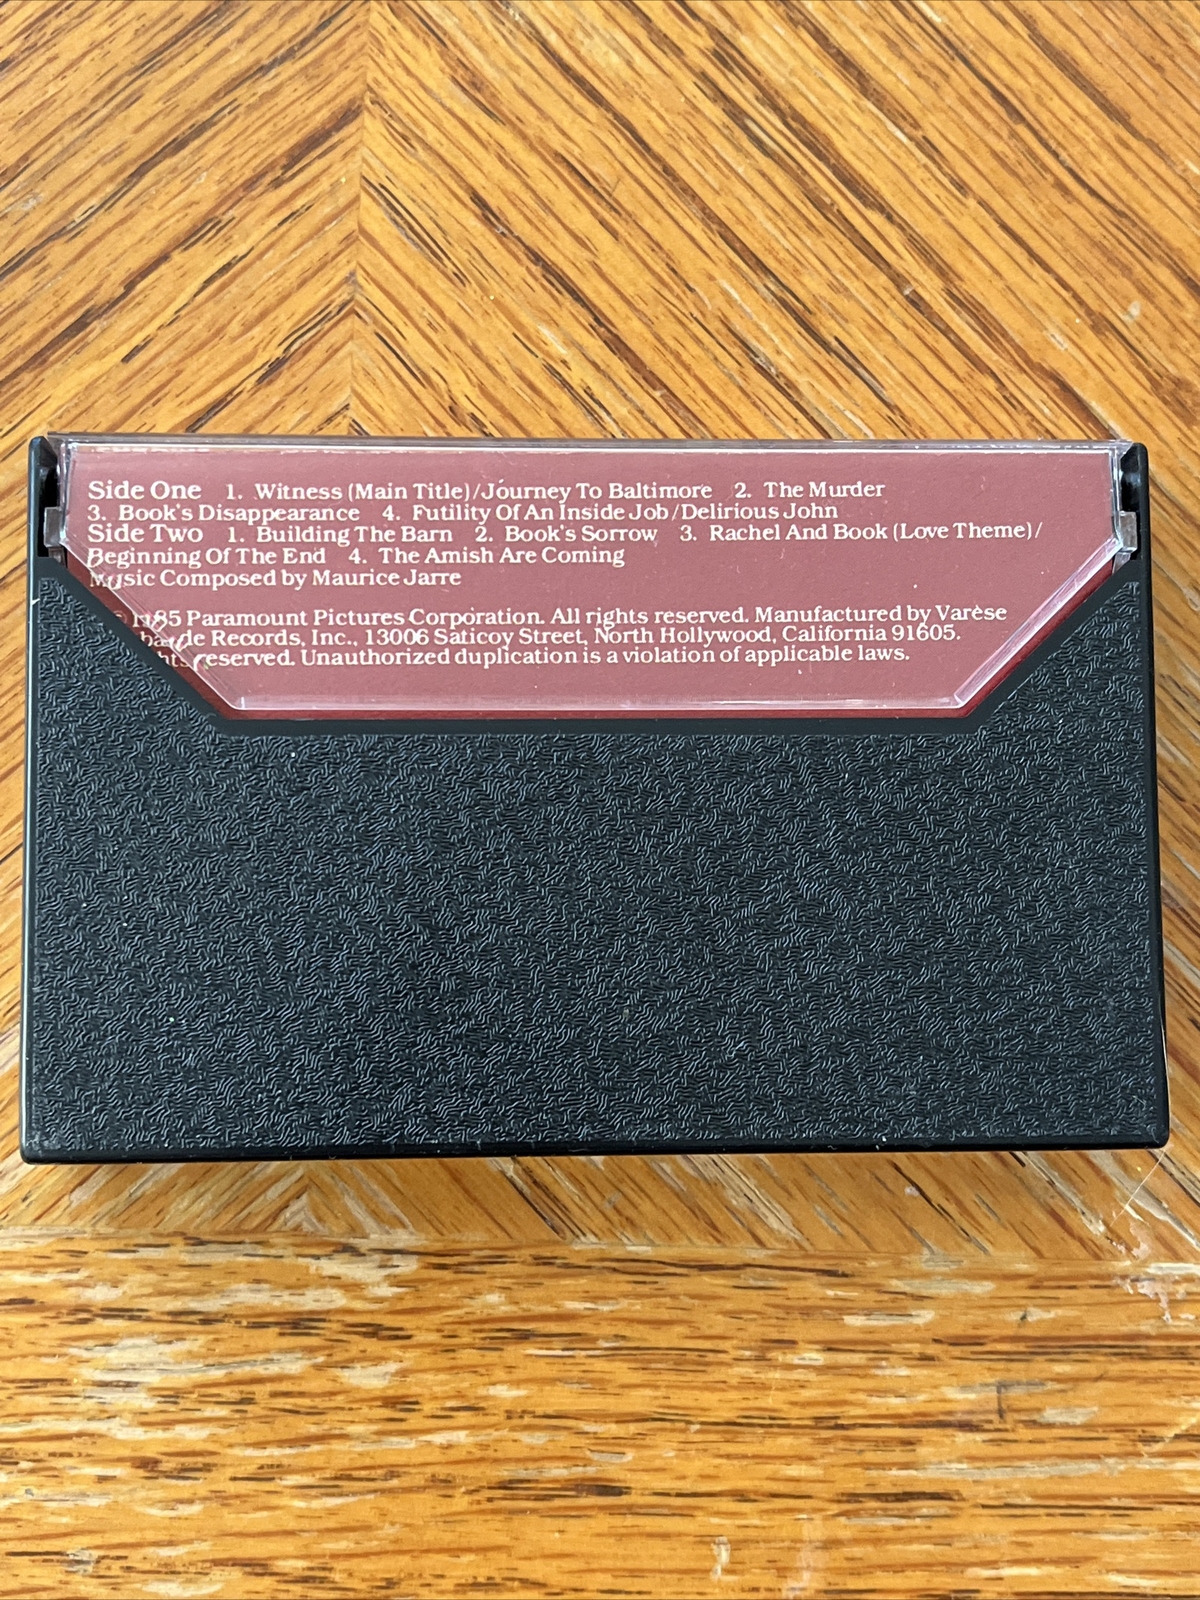 Side One 1. Witness (Main Title)/Journey To Baltimore 2. The Murder
3. Book's Disappearance 4. Futility Of An Inside Job/Delirious John
Side Two 1. Building The Barn 2. Book's Sorrow 3. Rachel And Book (Love Theme)/
Beginning Of The End 4. The Amish Are Coming
Music Composed by Maurice Jarre
1985 Paramount Pictures Corporation. All rights reserved. Manufactured by Varèse
Records, Inc., 13006 Saticoy Street, North Hollywood, California 91605.
reserved. Unauthorized duplication is a violation of applicable laws.